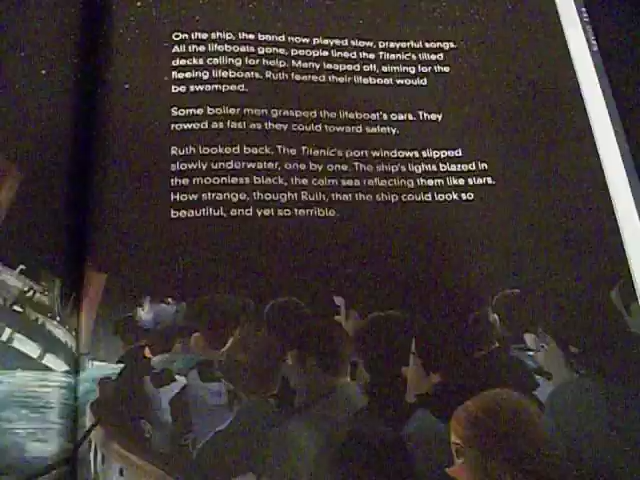 On the ship, the band now played slow, prayerful songs.
All the lifeboats gone, people lined the Titanic's tilted
decks calling for help. Many leaped off, aiming for the
fleeing lifeboats. Ruth feared their lifeboat would
be swamped.
Some boiler men grasped the lifeboat's oars. They
rowed as fast as they could toward safety.
Ruth looked back. The Titanic's port windows slipped
slowly underwater, one by one. The ship's lights blazed in
the moonless black, the calm sea reflecting them like stars.
How strange, thought Ruth, that the ship could look so
beautiful, and yet so terrible.